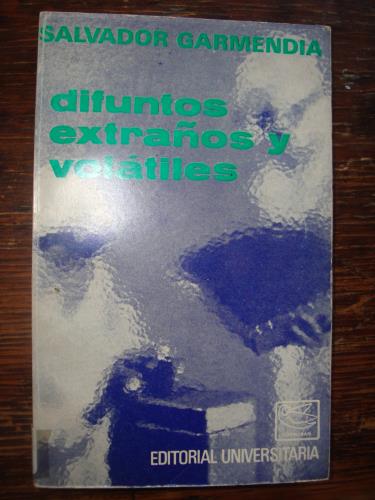 SALVADOR GARMENDIA
difuntos
extraños y
volátiles
EDITORIAL UNIVERSITARIA